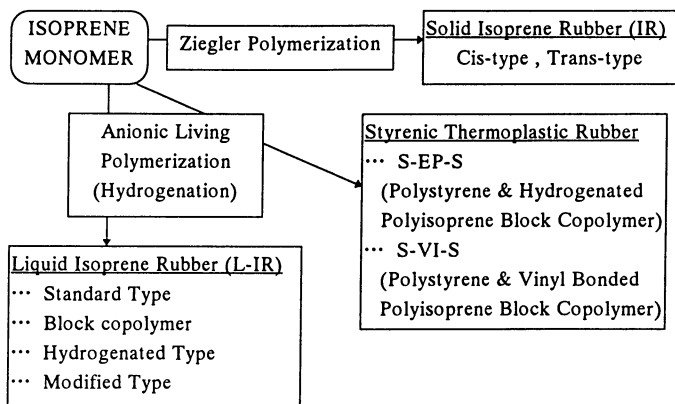 ISOPRENE
MONOMER
Ziegler Polymerization
Solid Isoprene Rubber (IR)
Cis-type , Trans-type
Anionic Living
Polymerization
(Hydrogenation)
Styrenic Thermoplastic Rubber
··· S-EP-S
(Polystyrene & Hydrogenated
Polyisoprene Block Copolymer)
··· S-VI-S
(Polystyrene & Vinyl Bonded
Polyisoprene Block Copolymer)
Liquid Isoprene Rubber (L-IR)
··· Standard Type
··· Block copolymer
··· Hydrogenated Type
··· Modified Type